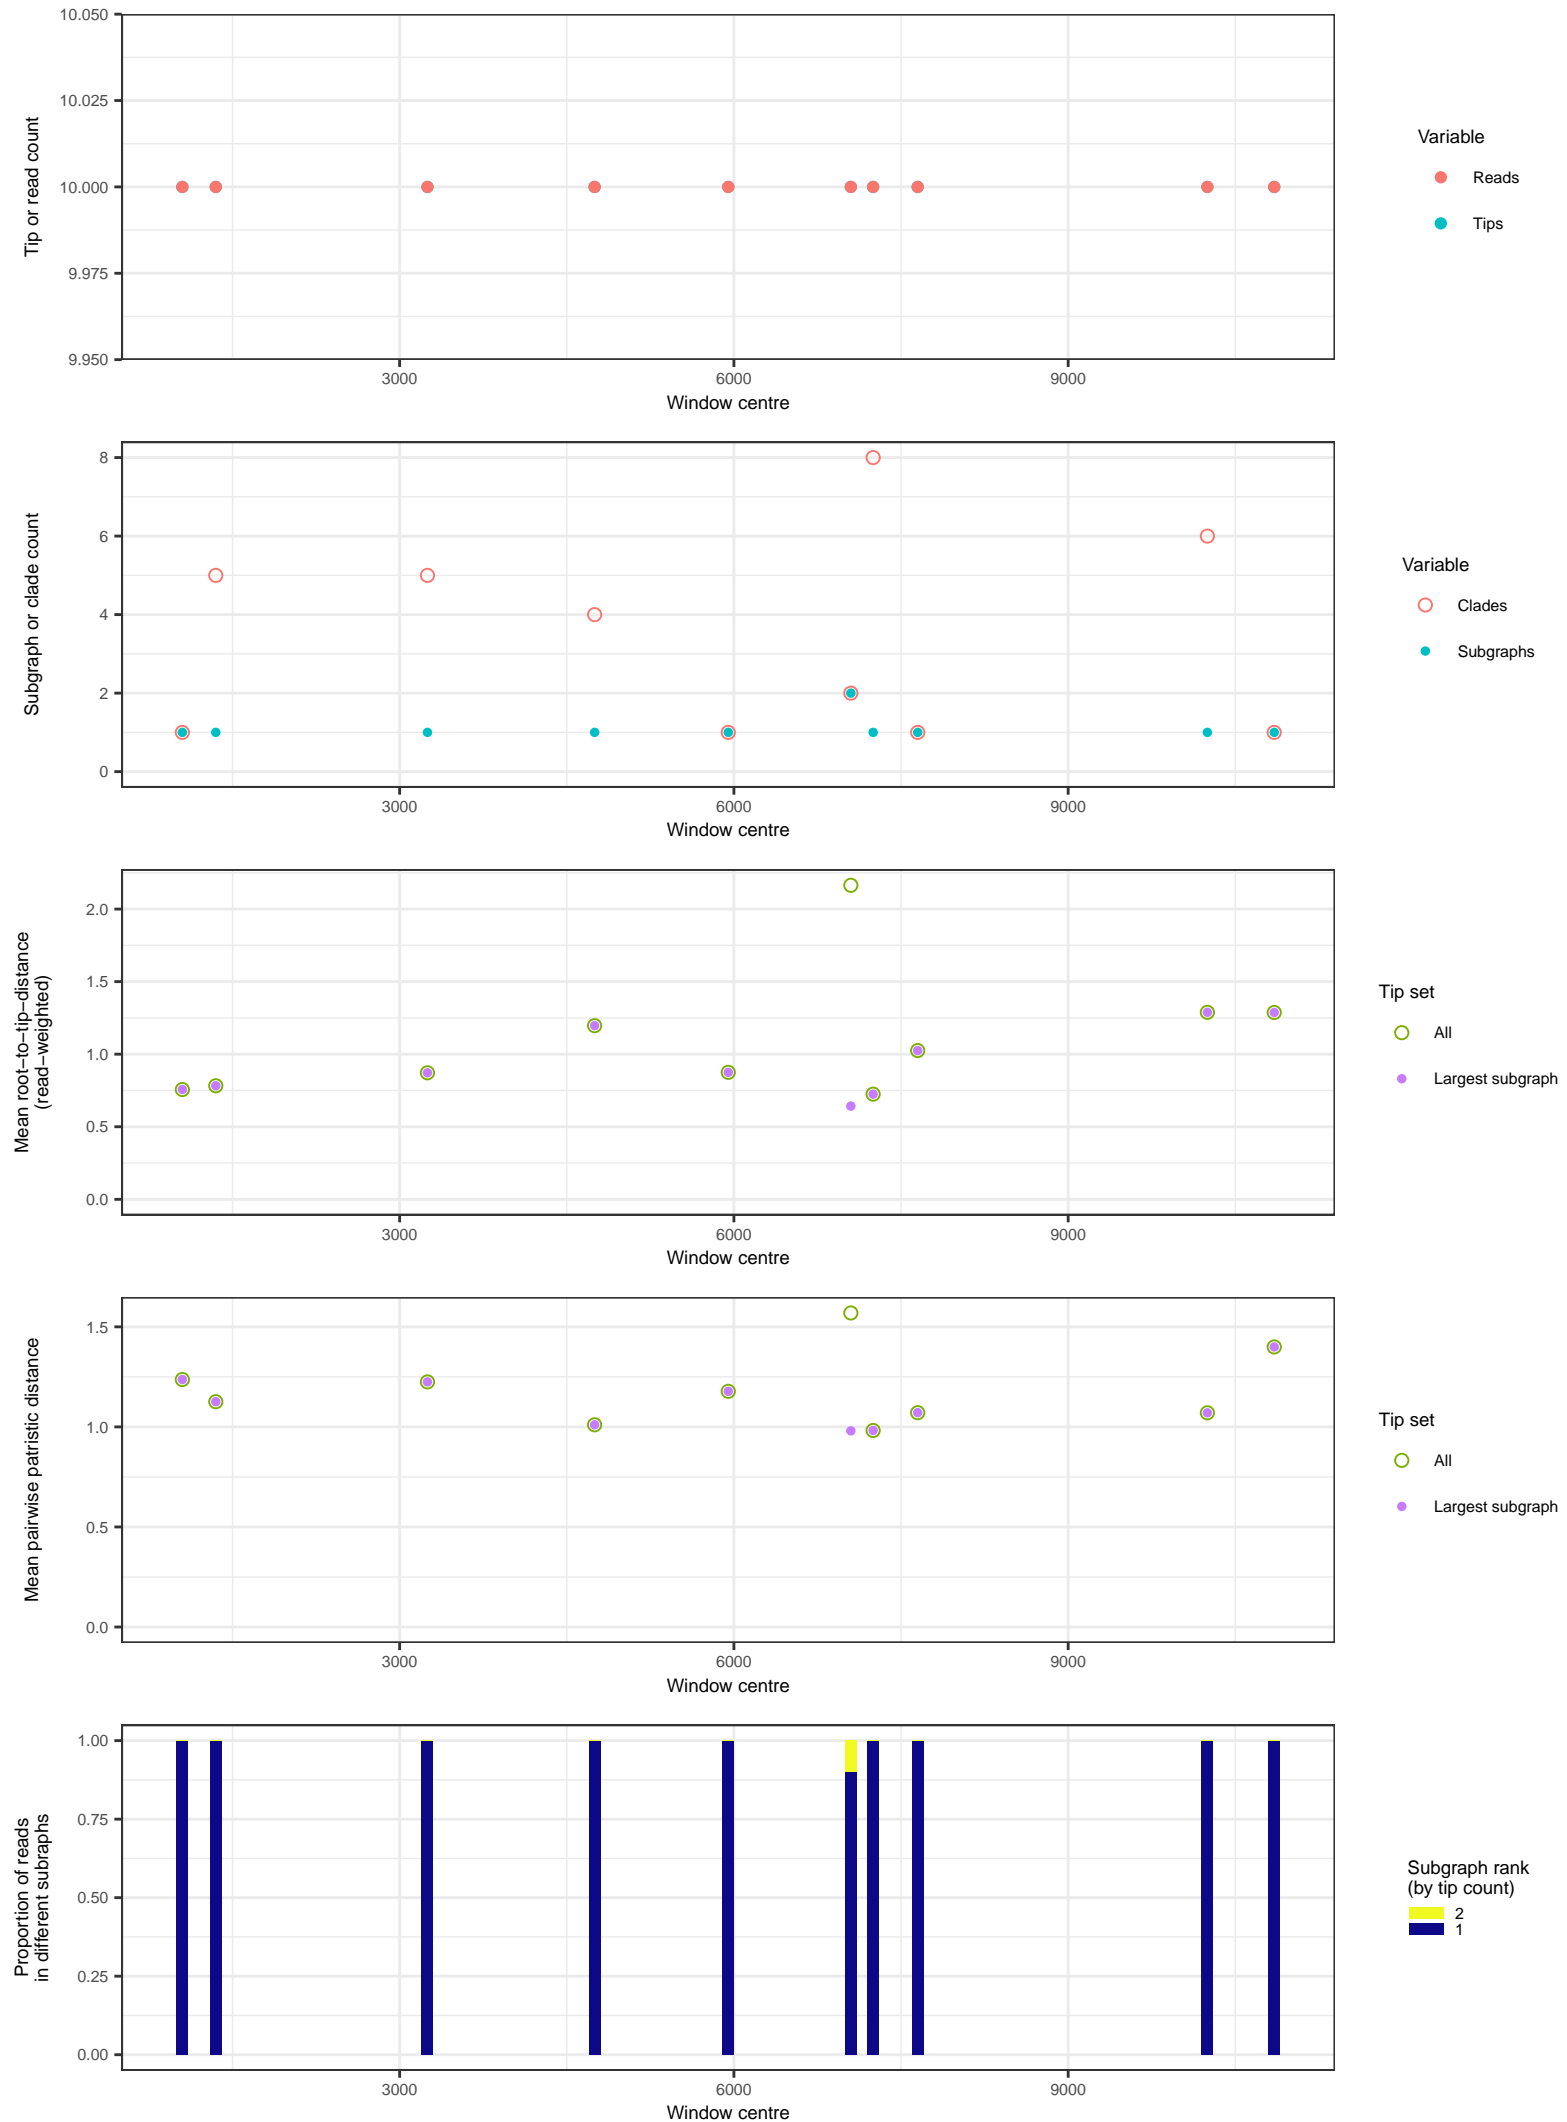 10.050
10.025
10.000
9.975
9.950
Tip or read count
3000
6000
9000
Window centre
Variable
Reads
Tips
8
6
4
2
0
Subgraph or clade count
3000
6000
9000
Window centre
Variable
Clades
Subgraphs
2.0
1.5
1.0
0.5
0.0
Mean root−to−tip−distance
(read−weighted)
3000
6000
9000
Window centre
Tip set
All
Largest subgraph
1.5
1.0
0.5
0.0
Mean pairwise patristic distance
3000
6000
9000
Window centre
Tip set
All
Largest subgraph
1.00
0.75
0.50
0.25
0.00
Proportion of reads
in different subraphs
3000
6000
9000
Window centre
Subgraph rank
(by tip count)
2
1